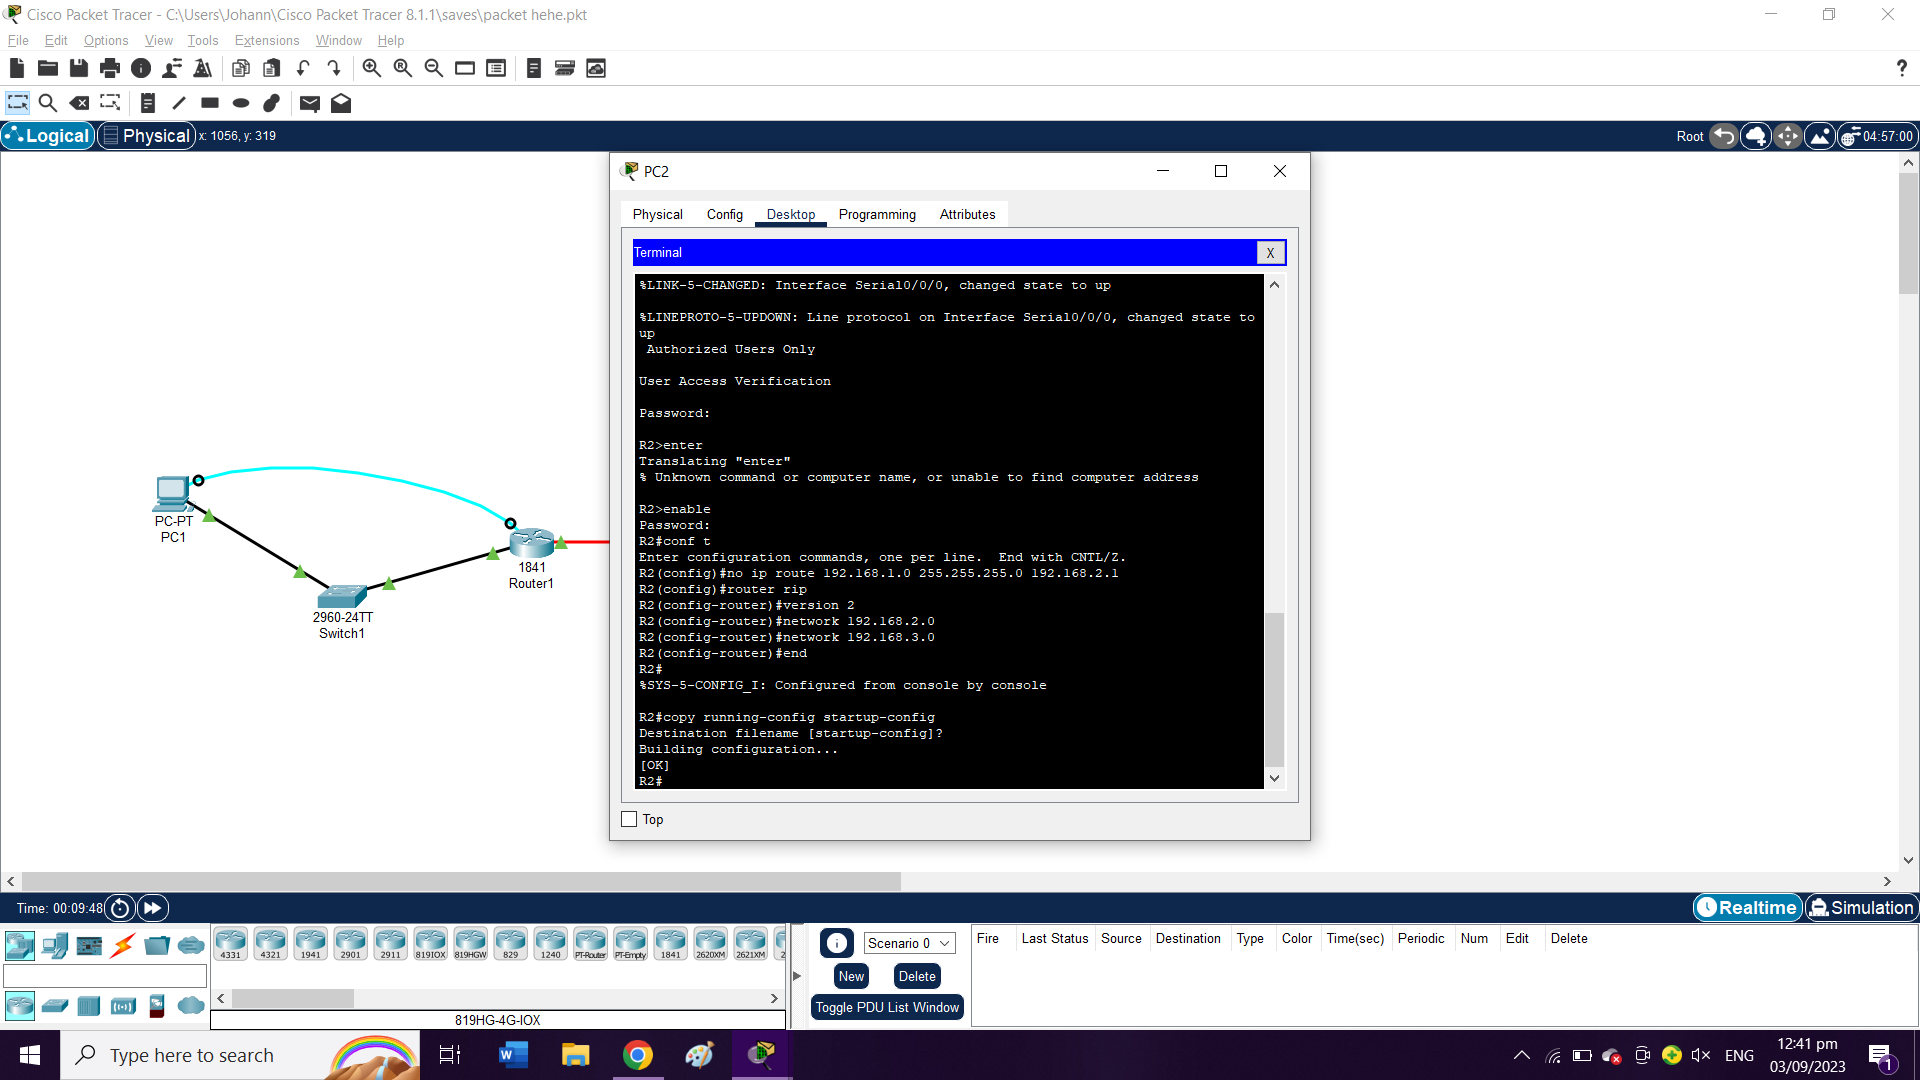 Cisco Packet Tracer - C:\Users\Johann\Cisco Packet Tracer 8.1.1\saves\packet hehe.pkt
File Edit Options View Tools Extensions Window Help
?
Logical Physical x: 1056, y: 319
Root 04:57:00
PC2
Physical Config Desktop Programming Attributes
Terminal
X
%LINK-5-CHANGED: Interface Serial0/0/0, changed state to up
%LINEPROTO-5-UPDOWN: Line protocol on Interface Serial0/0/0, changed state to
up
Authorized Users Only
User Access Verification
Password:
R2>enter
Translating "enter"
% Unknown command or computer name, or unable to find computer address
R2>enable
Password:
R2#conf t
Enter configuration commands, one per line.  End with CNTL/Z.
R2(config)#no ip route 192.168.1.0 255.255.255.0 192.168.2.1
R2(config)#router rip
R2(config-router)#version 2
R2(config-router)#network 192.168.2.0
R2(config-router)#network 192.168.3.0
R2(config-router)#end
R2#
%SYS-5-CONFIG_I: Configured from console by console
R2#copy running-config startup-config
Destination filename [startup-config]?
Building configuration...
[OK]
R2#
Top
PC-PT
PC1
1841
Router1
2960-24TT
Switch1
Time: 00:09:48
Realtime Simulation
4331 4321 1941 2901 2911 819IOX 819HGW 829 1240 PT-Router PT-Empty 1841 2620XM 2621XM 2
819HG-4G-IOX
Scenario 0
New Delete
Toggle PDU List Window
Fire Last Status Source Destination Type Color Time(sec) Periodic Num Edit Delete
Type here to search
ENG
12:41 pm
03/09/2023
1